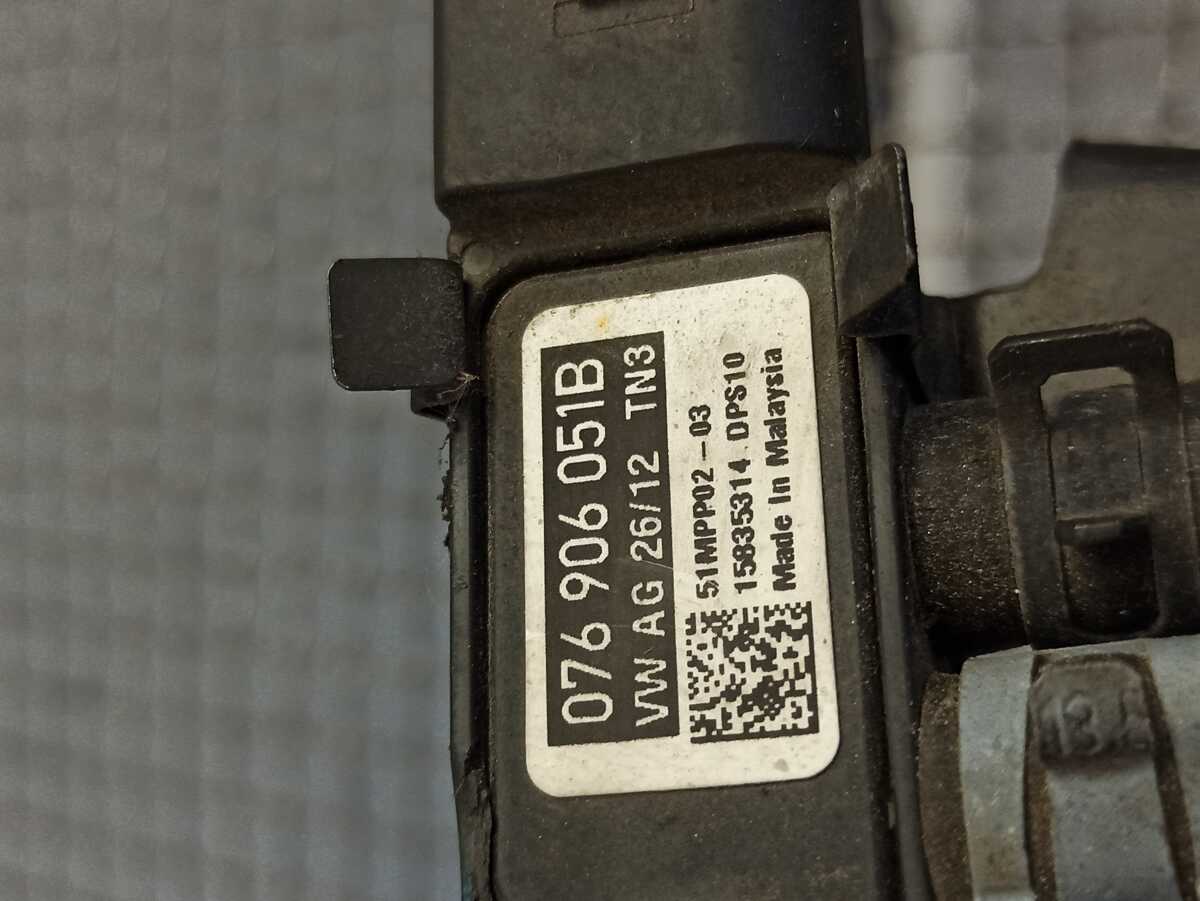 076 906 051B
VW AG 26/12 TN3
51MPP02-03
15835314 DPS10
Made In Malaysia